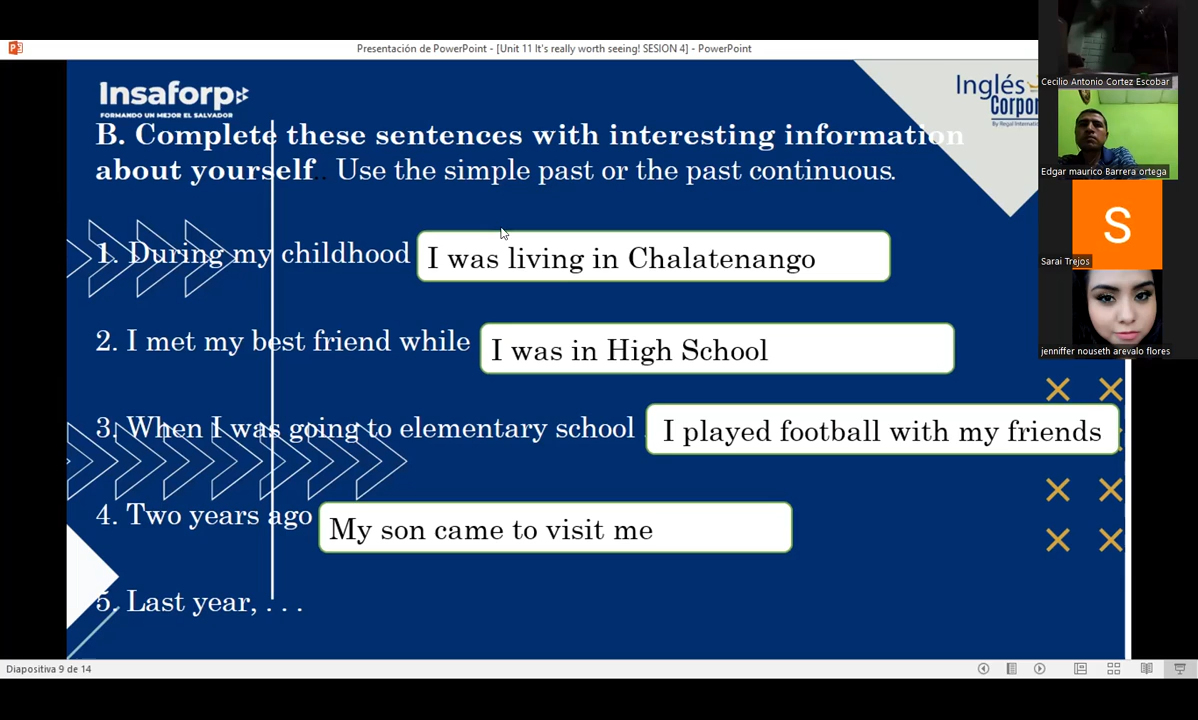 Presentación de PowerPoint - [Unit 11 It's really worth seeing! SESION 4] - PowerPoint
Cecilio Antonio Cortez Escobar
Insaforp
FORMANDO UN MEJOR EL SALVADOR
Inglés
Corpor
By Regal Internati
B. Complete these sentences with interesting information
about yourself.. Use the simple past or the past continuous.
Edgar maurico Barrera ortega
1. During my childhood I was living in Chalatenango
S
Sarai Trejos
2. I met my best friend while I was in High School
jenniffer nouseth arevalo flores
3. When I was going to elementary school . I played football with my friends
4. Two years ago My son came to visit me
5. Last year, . . .
Diapositiva 9 de 14